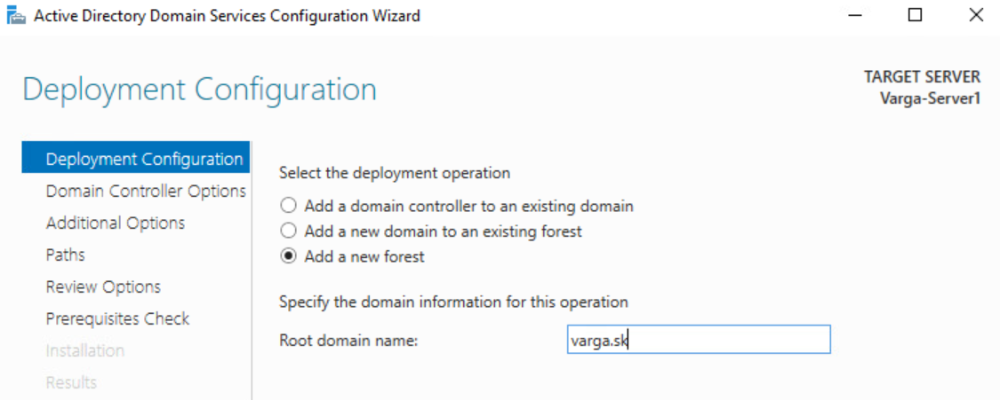 Active Directory Domain Services Configuration Wizard
Deployment Configuration
TARGET SERVER
Varga-Server1
Deployment Configuration
Domain Controller Options
Additional Options
Paths
Review Options
Prerequisites Check
Installation
Results
Select the deployment operation
Add a domain controller to an existing domain
Add a new domain to an existing forest
Add a new forest
Specify the domain information for this operation
Root domain name:
varga.sk